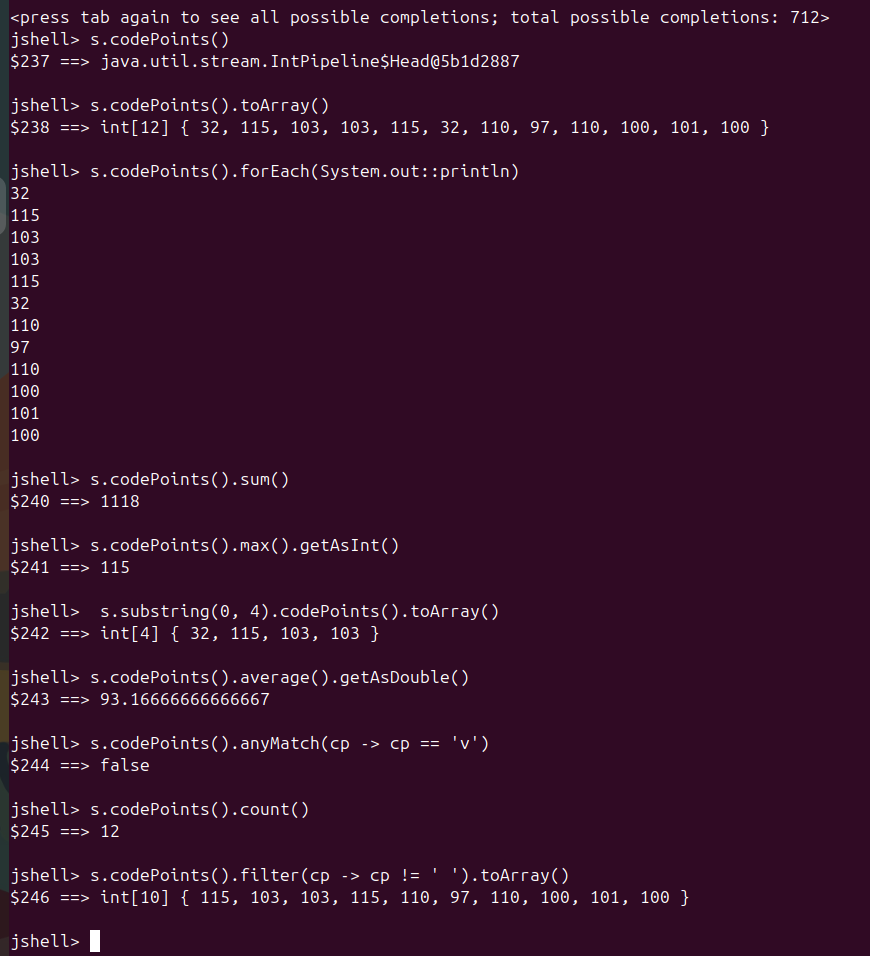 <press tab again to see all possible completions; total possible completions: 712>
jshell> s.codePoints()
$237 ==> java.util.stream.IntPipeline$Head@5b1d2887
jshell> s.codePoints().toArray()
$238 ==> int[12] { 32, 115, 103, 103, 115, 32, 110, 97, 110, 100, 101, 100 }
jshell> s.codePoints().forEach(System.out::println)
32
115
103
103
115
32
110
97
110
100
101
100
jshell> s.codePoints().sum()
$240 ==> 1118
jshell> s.codePoints().max().getAsInt()
$241 ==> 115
jshell>  s.substring(0, 4).codePoints().toArray()
$242 ==> int[4] { 32, 115, 103, 103 }
jshell> s.codePoints().average().getAsDouble()
$243 ==> 93.16666666666667
jshell> s.codePoints().anyMatch(cp -> cp == 'v')
$244 ==> false
jshell> s.codePoints().count()
$245 ==> 12
jshell> s.codePoints().filter(cp -> cp != ' ').toArray()
$246 ==> int[10] { 115, 103, 103, 115, 110, 97, 110, 100, 101, 100 }
jshell>